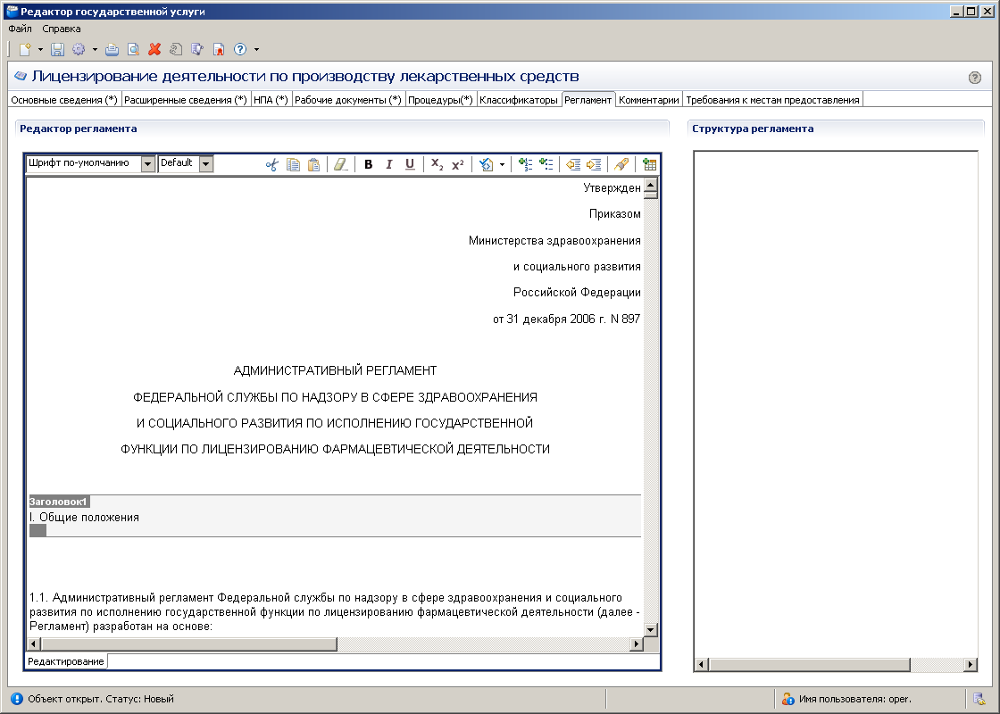 Редактор государственной услуги
Файл Справка
Лицензирование деятельности по производству лекарственных средств
Основные сведения (*) Расширенные сведения (*) НПА (*) Рабочие документы (*) Процедуры(*) Классификаторы Регламент Комментарии Требования к местам предоставления
Редактор регламента
Структура регламента
Шрифт по-умолчанию Default B I U X2 X2
Утвержден
Приказом
Министерства здравоохранения
и социального развития
Российской Федерации
от 31 декабря 2006 г. N 897
АДМИНИСТРАТИВНЫЙ РЕГЛАМЕНТ
ФЕДЕРАЛЬНОЙ СЛУЖБЫ ПО НАДЗОРУ В СФЕРЕ ЗДРАВООХРАНЕНИЯ
И СОЦИАЛЬНОГО РАЗВИТИЯ ПО ИСПОЛНЕНИЮ ГОСУДАРСТВЕННОЙ
ФУНКЦИИ ПО ЛИЦЕНЗИРОВАНИЮ ФАРМАЦЕВТИЧЕСКОЙ ДЕЯТЕЛЬНОСТИ
Заголовок1
I. Общие положения
1.1. Административный регламент Федеральной службы по надзору в сфере здравоохранения и социального
развития по исполнению государственной функции по лицензированию фармацевтической деятельности (далее -
Регламент) разработан на основе:
Редактирование
Объект открыт. Статус: Новый
Имя пользователя: oper.